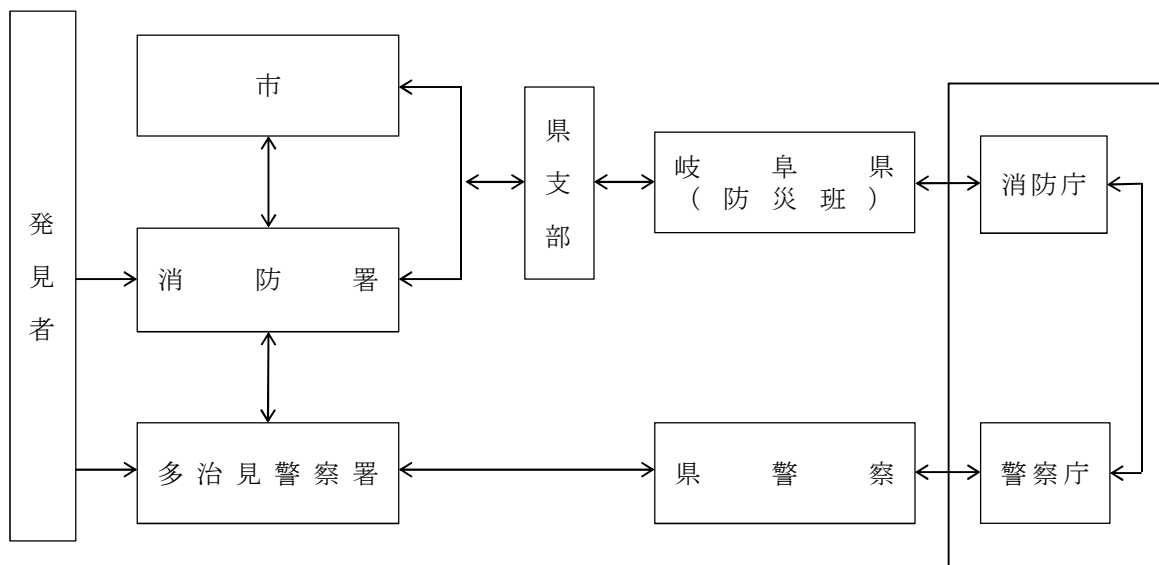 発見者
市
消防署
多治見警察署
県支部
岐阜県
(防災班)
県警察
消防庁
警察庁